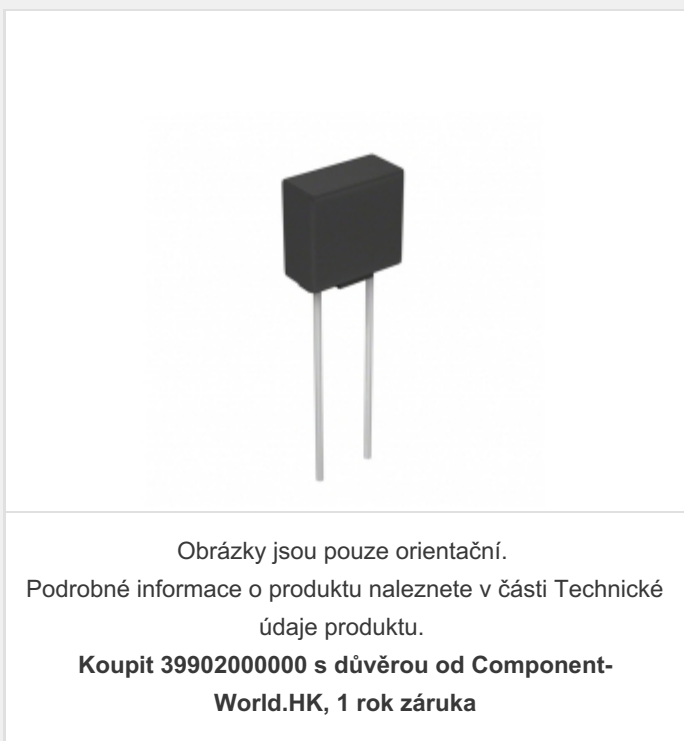 Obrázky jsou pouze orientační.
Podrobné informace o produktu naleznete v části Technické
údaje produktu.
Koupit 39902000000 s důvěrou od Component-
World.HK, 1 rok záruka